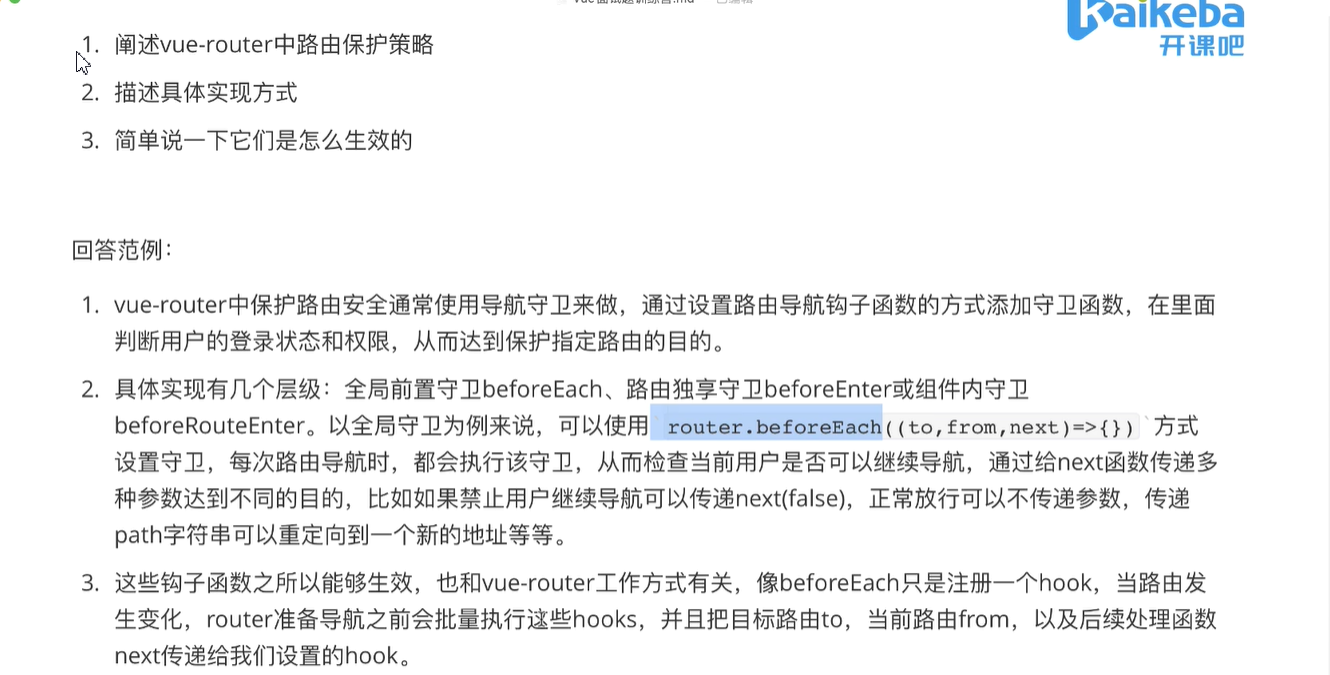 Kaikeba
开课吧
1. 阐述vue-router中路由保护策略
2. 描述具体实现方式
3. 简单说一下它们是怎么生效的
回答范例：
1. vue-router中保护路由安全通常使用导航守卫来做，通过设置路由导航钩子函数的方式添加守卫函数，在里面
判断用户的登录状态和权限，从而达到保护指定路由的目的。
2. 具体实现有几个层级：全局前置守卫beforeEach、路由独享守卫beforeEnter或组件内守卫
beforeRouteEnter。以全局守卫为例来说，可以使用`router.beforeEach((to,from,next)=>{})`方式
设置守卫，每次路由导航时，都会执行该守卫，从而检查当前用户是否可以继续导航，通过给next函数传递多
种参数达到不同的目的，比如如果禁止用户继续导航可以传递next(false)，正常放行可以不传递参数，传递
path字符串可以重定向到一个新的地址等等。
3. 这些钩子函数之所以能够生效，也和vue-router工作方式有关，像beforeEach只是注册一个hook，当路由发
生变化，router准备导航之前会批量执行这些hooks，并且把目标路由to，当前路由from，以及后续处理函数
next传递给我们设置的hook。